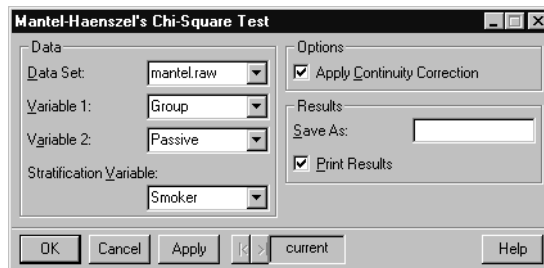 Mantel-Haenszel's Chi-Square Test
Data
Data Set: mantel.raw
Variable 1: Group
Variable 2: Passive
Stratification Variable:
Smoker
Options
Apply Continuity Correction
Results
Save As:
Print Results
OK Cancel Apply current Help